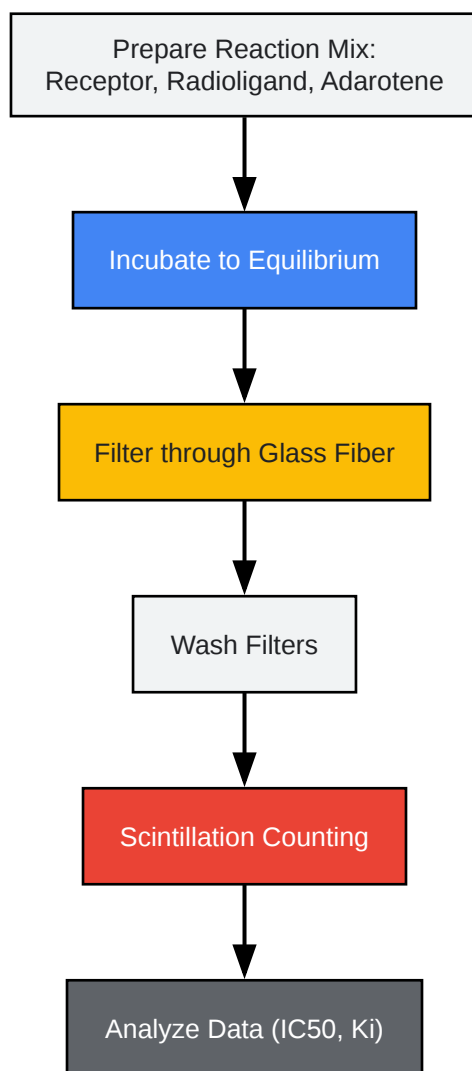 Prepare Reaction Mix:
Receptor, Radioligand, Adarotene
Incubate to Equilibrium
Filter through Glass Fiber
Wash Filters
Scintillation Counting
Analyze Data (IC50, Ki)